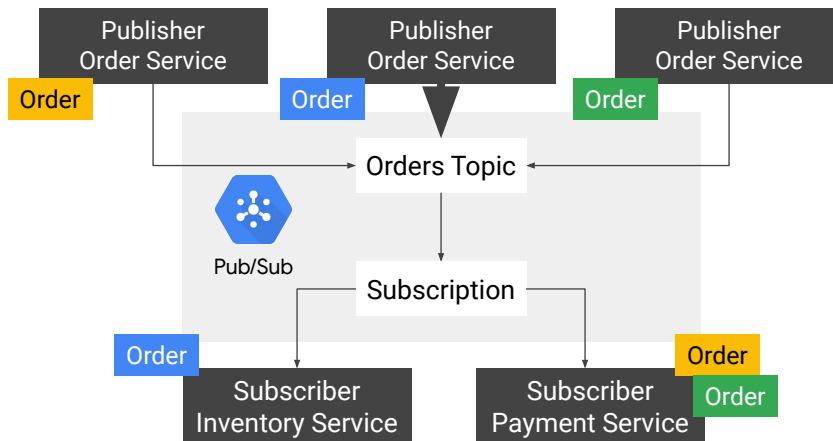 Publisher
Order Service
Publisher
Order Service
Publisher
Order Service
Order
Order
Order
Orders Topic
Pub/Sub
Subscription
Order
Order
Order
Subscriber
Inventory Service
Subscriber
Payment Service